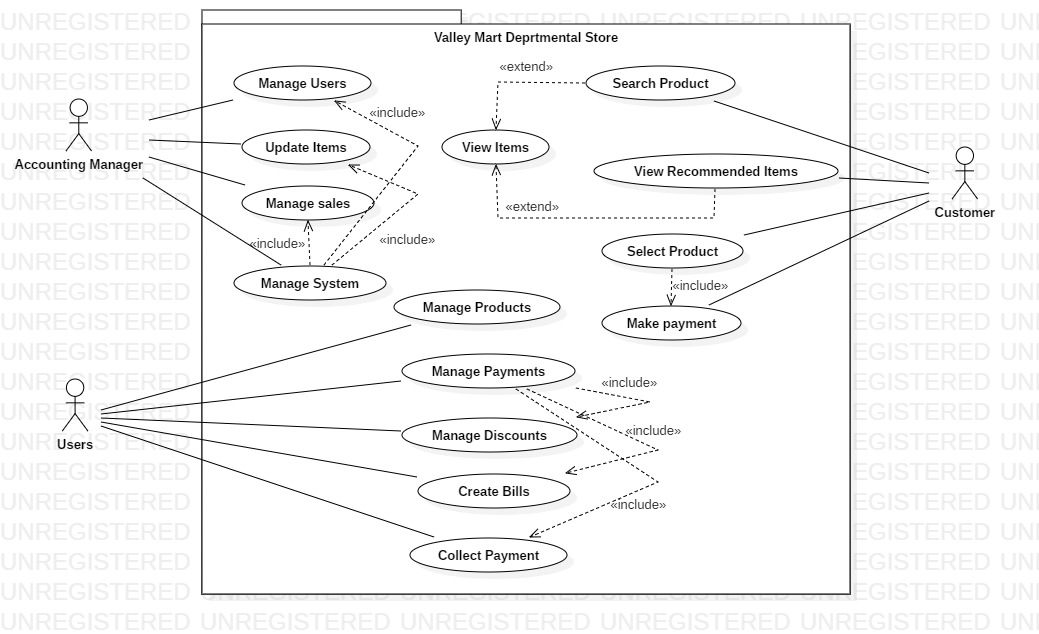 Valley Mart Deprtmental Store
«extend»
Manage Users
Search Product
«include»
Update Items
View Items
Accounting Manager
View Recommended Items
Manage sales
«extend»
Customer
«include»
«include»
Select Product
Manage System
«include»
Manage Products
Make payment
Manage Payments
«include»
Users
Manage Discounts
«include»
Create Bills
«include»
Collect Payment
UNREGISTERED